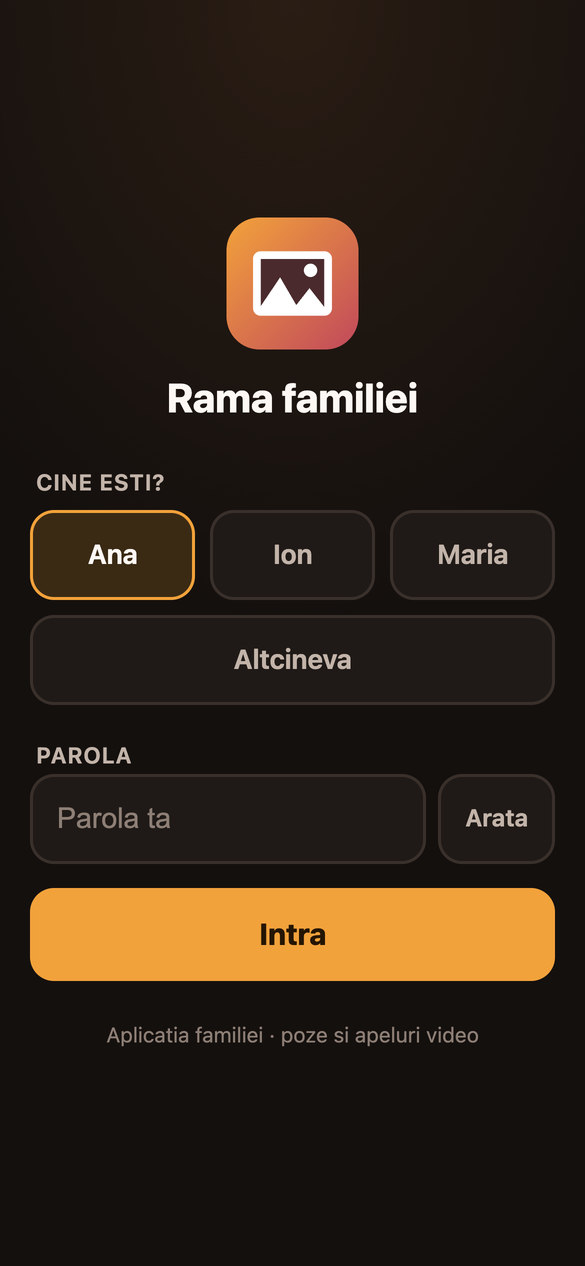 Rama familiei
CINE ESTI?
Ana
Ion
Maria
Altcineva
PAROLA
Parola ta
Arata
Intra
Aplicatia familiei · poze si apeluri video